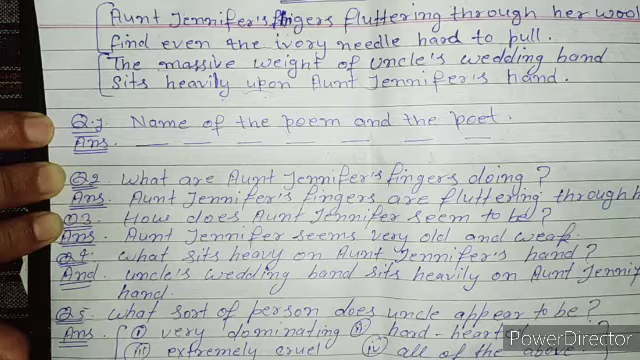 Aunt Jennifer's fingers fluttering through her wool
find even the ivory needle hard to pull.
The massive weight of uncle's wedding band
sits heavily upon Aunt Jennifer's hand.
Q.1. Name of the poem and the poet.
Ans. — — — — — — —
Q2 What are Aunt Jennifer's fingers doing?
Ans. Aunt Jennifer's fingers are fluttering through h
Q3. How does Aunt Jennifer seem to be?
Ans. Aunt Jennifer seems very old and weak.
Q4. What sits heavy on Aunt Jennifer's hand?
And. uncle's wedding band sits heavily on Aunt Jennif
hand.
Q5. What sort of person does uncle appear to be?
Ans. (i) very dominating (ii) hard-hearted
(iii) extremely cruel (iv) all of the above.
PowerDirector